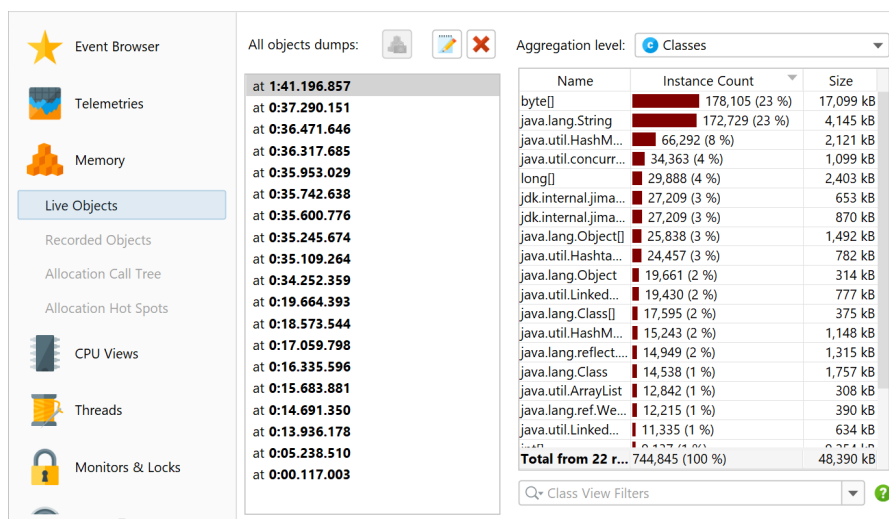 Event Browser
Telemetries
Memory
Live Objects
Recorded Objects
Allocation Call Tree
Allocation Hot Spots
CPU Views
Threads
Monitors & Locks
All objects dumps:
at 1:41.196.857
at 0:37.290.151
at 0:36.471.646
at 0:36.317.685
at 0:35.953.029
at 0:35.742.638
at 0:35.600.776
at 0:35.245.674
at 0:35.109.264
at 0:34.252.359
at 0:19.664.393
at 0:18.573.544
at 0:17.059.798
at 0:16.335.596
at 0:15.683.881
at 0:14.691.350
at 0:13.936.178
at 0:05.238.510
at 0:00.117.003
Aggregation level: C Classes
Name Instance Count Size
byte[] 178,105 (23 %) 17,099 kB
java.lang.String 172,729 (23 %) 4,145 kB
java.util.HashM... 66,292 (8 %) 2,121 kB
java.util.concurr... 34,363 (4 %) 1,099 kB
long[] 29,888 (4 %) 2,403 kB
jdk.internal.jima... 27,209 (3 %) 653 kB
jdk.internal.jima... 27,209 (3 %) 870 kB
java.lang.Object[] 25,838 (3 %) 1,492 kB
java.util.Hashta... 24,457 (3 %) 782 kB
java.lang.Object 19,661 (2 %) 314 kB
java.util.Linked... 19,430 (2 %) 777 kB
java.lang.Class[] 17,595 (2 %) 375 kB
java.util.HashM... 15,243 (2 %) 1,148 kB
java.lang.reflect.... 14,949 (2 %) 1,315 kB
java.lang.Class 14,538 (1 %) 1,757 kB
java.util.ArrayList 12,842 (1 %) 308 kB
java.lang.ref.We... 12,215 (1 %) 390 kB
java.util.Linked... 11,335 (1 %) 634 kB
Total from 22 r... 744,845 (100 %) 48,390 kB
Class View Filters
?